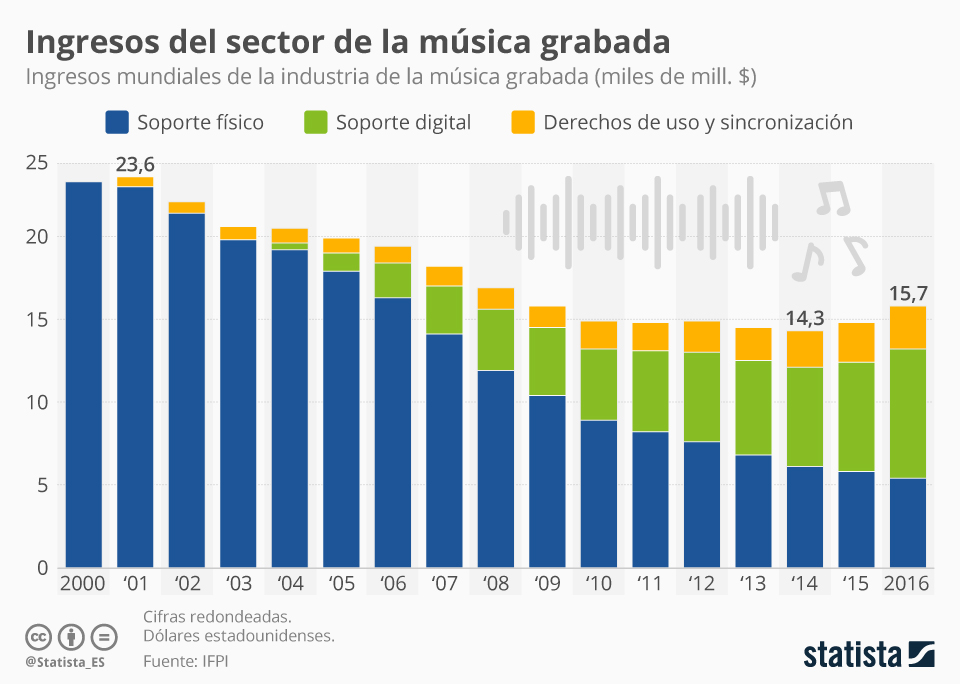 Ingresos del sector de la música grabada
Ingresos mundiales de la industria de la música grabada (miles de mill. $)
Soporte físico
Soporte digital
Derechos de uso y sincronización
25
20
15
10
5
0
23,6
14,3
15,7
2000 ‘01 ‘02 ‘03 ‘04 ‘05 ‘06 ‘07 ‘08 ‘09 ‘10 ‘11 ‘12 ‘13 ‘14 ‘15 2016
Cifras redondeadas.
Dólares estadounidenses.
cc
@Statista_ES
Fuente: IFPI
statista